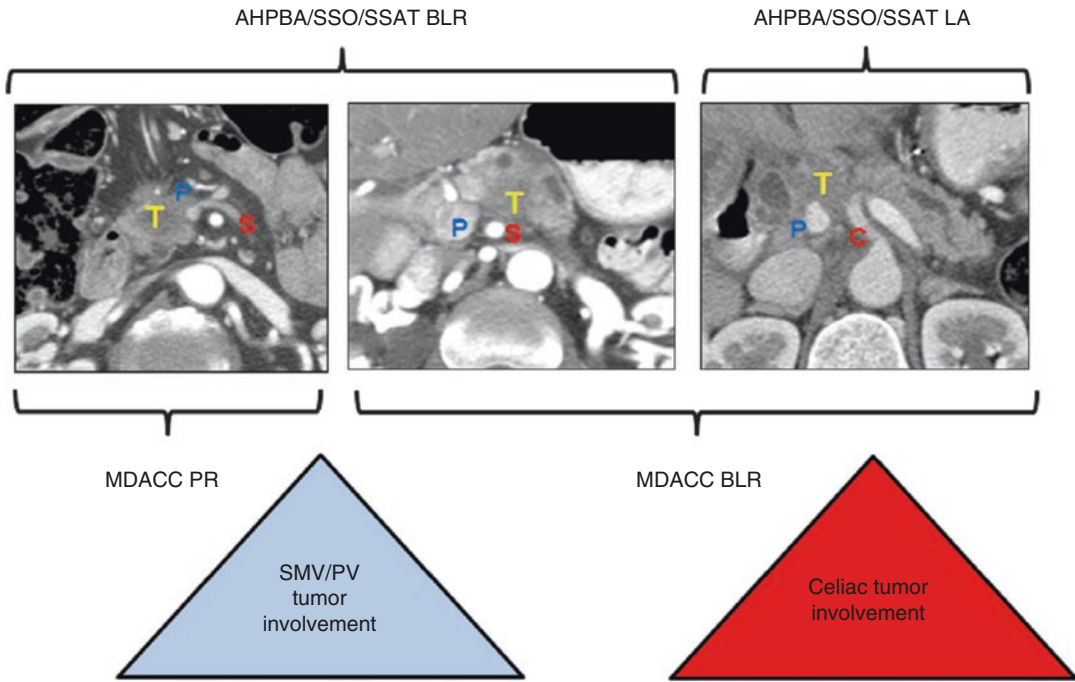 AHPBA/SSO/SSAT BLR
AHPBA/SSO/SSAT LA
T
P
S
T
P
S
T
P
C
MDACC PR
MDACC BLR
SMV/PV
tumor
involvement
Celiac tumor
involvement